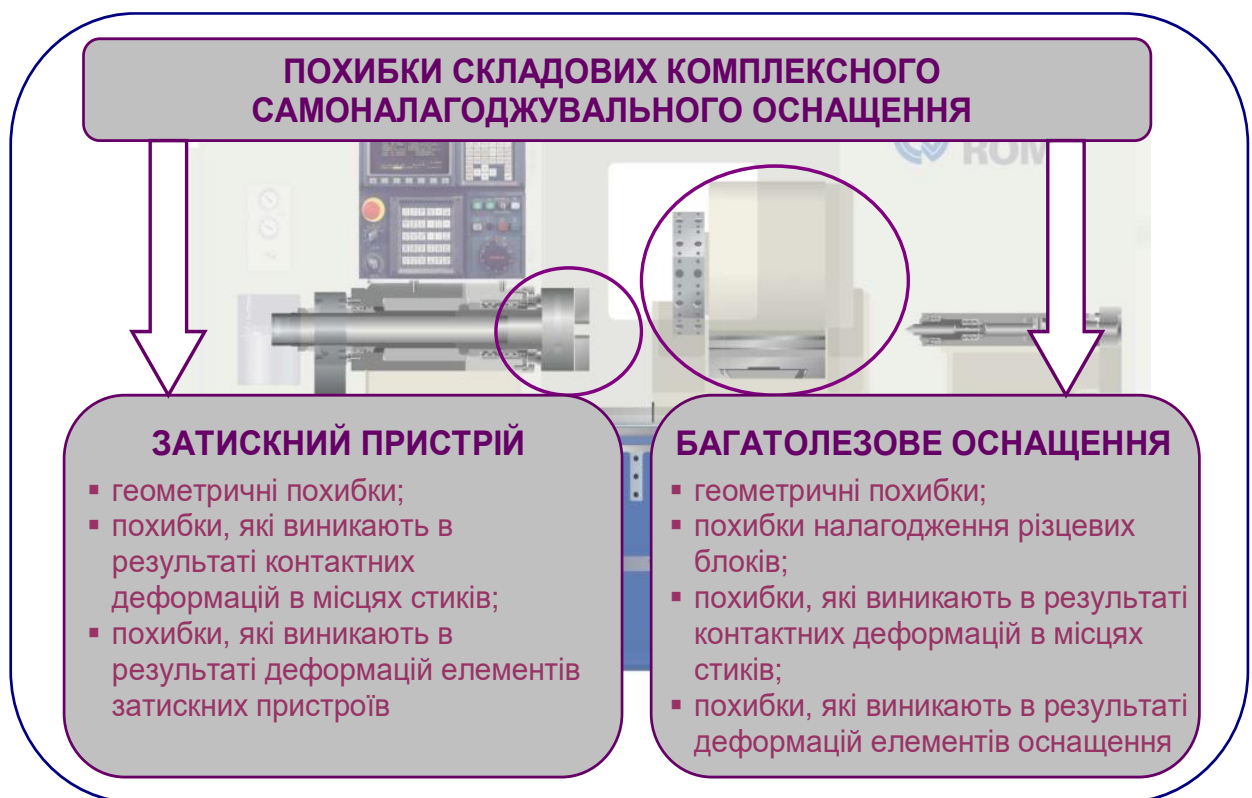 ПОХИБКИ СКЛАДОВИХ КОМПЛЕКСНОГО
САМОНАЛАГОДЖУВАЛЬНОГО ОСНАЩЕННЯ
ROM
ЗАТИСКНИЙ ПРИСТРІЙ
▪ геометричні похибки;
▪ похибки, які виникають в
результаті контактних
деформацій в місцях стиків;
▪ похибки, які виникають в
результаті деформацій елементів
затискних пристроїв
БАГАТОЛЕЗОВЕ ОСНАЩЕННЯ
▪ геометричні похибки;
▪ похибки налагодження різцевих
блоків;
▪ похибки, які виникають в результаті
контактних деформацій в місцях
стиків;
▪ похибки, які виникають в результаті
деформацій елементів оснащення